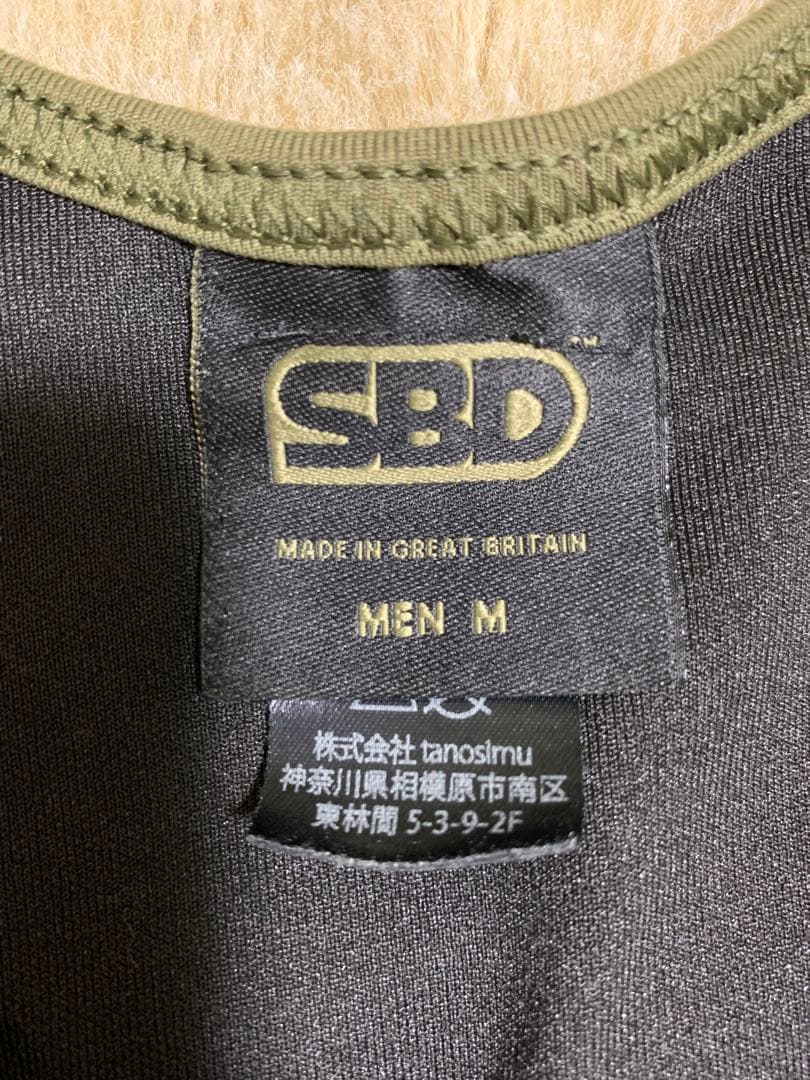 SBD™
MADE IN GREAT BRITAIN
MEN M
株式会社 tanosimu
神奈川県相模原市南区
東林間 5-3-9-2F